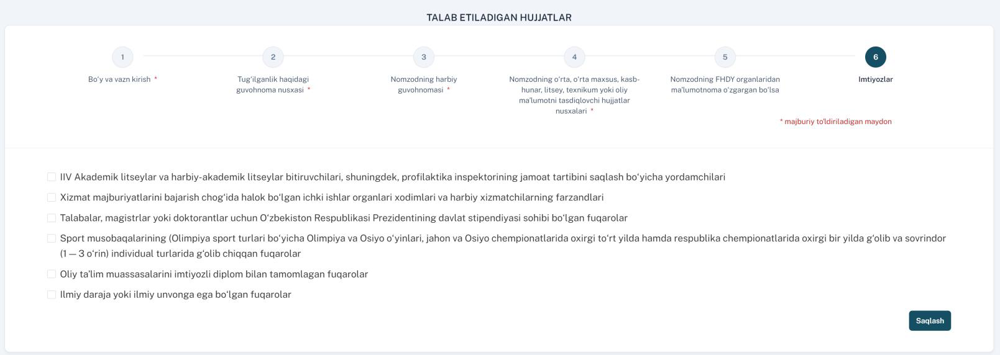 TALAB ETILADIGAN HUJJATLAR
1
Bo‘y va vazn kirish *
2
Tug‘ilganlik haqidagi
guvohnoma nusxasi *
3
Nomzodning harbiy
guvohnomasi *
4
Nomzodning o‘rta, o‘rta maxsus, kasb-
hunar, litsey, texnikum yoki oliy
ma’lumotni tasdiqlovchi hujjatlar
nusxalari *
5
Nomzodning FHDY organlaridan
ma’lumotnoma o‘zgargan bo‘lsa
6
Imtiyozlar
* majburiy to'ldiriladigan maydon
IIV Akademik litseylar va harbiy-akademik litseylar bitiruvchilari, shuningdek, profilaktika inspektorining jamoat tartibini saqlash bo‘yicha yordamchilari
Xizmat majburiyatlarini bajarish chog‘ida halok bo‘lgan ichki ishlar organlari xodimlari va harbiy xizmatchilarning farzandlari
Talabalar, magistrlar yoki doktorantlar uchun O‘zbekiston Respublikasi Prezidentining davlat stipendiyasi sohibi bo‘lgan fuqarolar
Sport musobaqalarining (Olimpiya sport turlari bo‘yicha Olimpiya va Osiyo o‘yinlari, jahon va Osiyo chempionatlarida oxirgi to‘rt yilda hamda respublika chempionatlarida oxirgi bir yilda g‘olib va sovrindor
(1 — 3 o‘rin) individual turlarida g‘olib chiqqan fuqarolar
Oliy ta’lim muassasalarini imtiyozli diplom bilan tamomlagan fuqarolar
Ilmiy daraja yoki ilmiy unvonga ega bo‘lgan fuqarolar
Saqlash